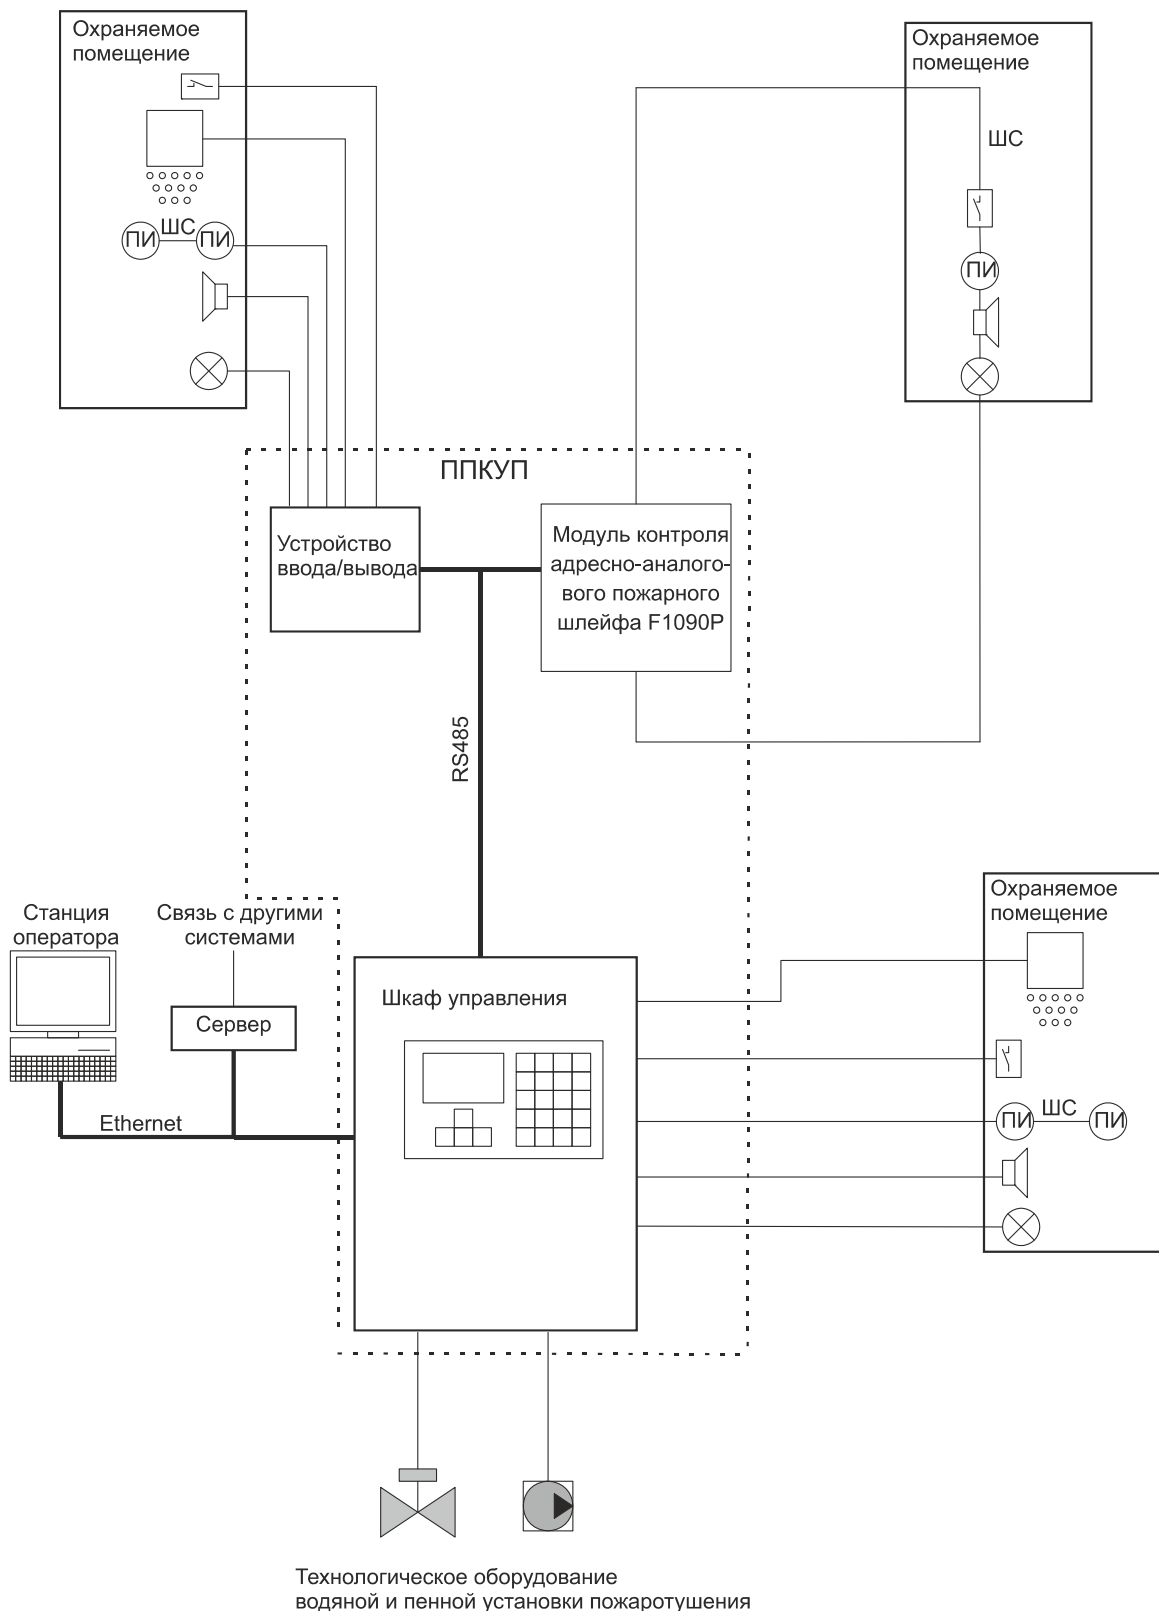 Охраняемое
помещение
ШС
ПИ
ПИ
Охраняемое
помещение
ШС
ПИ
ППКУП
Устройство
ввода/вывода
Модуль контроля
адресно-аналого-
вого пожарного
шлейфа F1090P
RS485
Станция
оператора
Связь с другими
системами
Сервер
Ethernet
Шкаф управления
Охраняемое
помещение
ПИ
ШС
ПИ
Технологическое оборудование
водяной и пенной установки пожаротушения